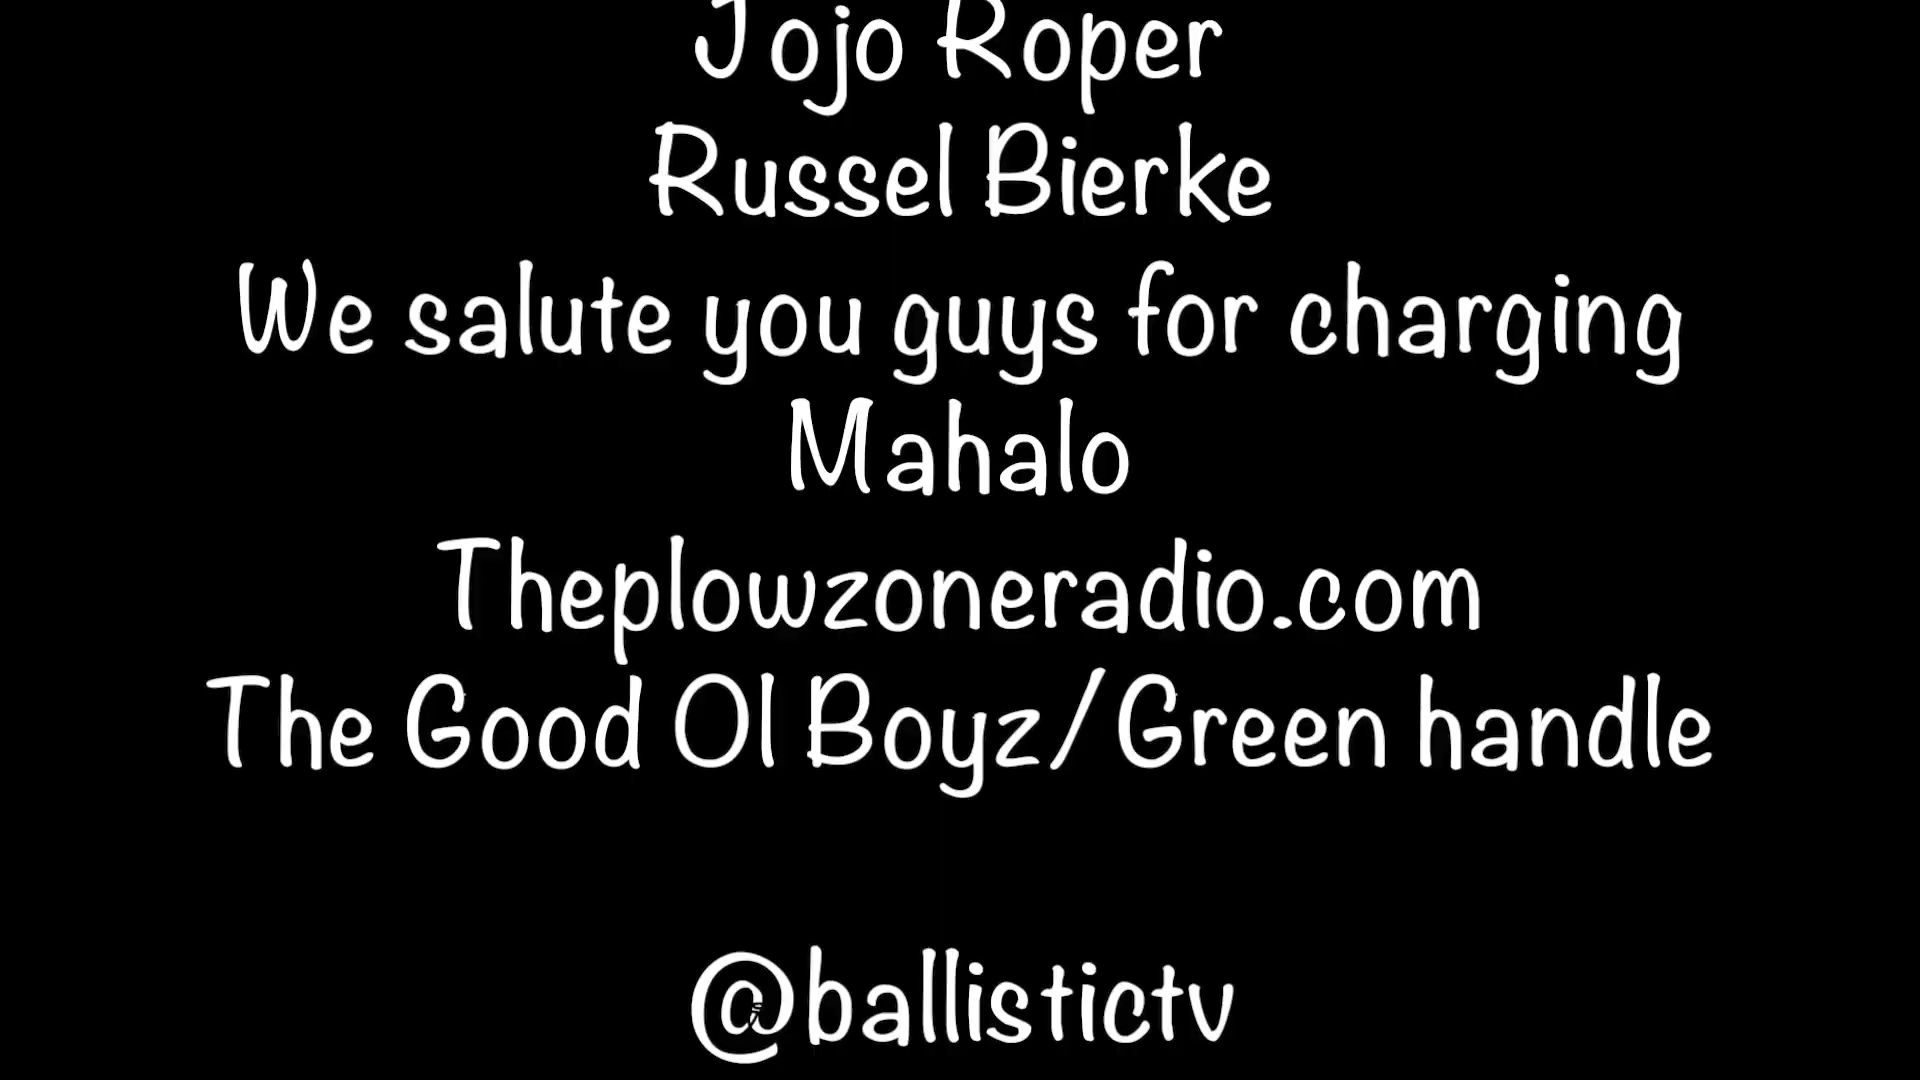 Jojo Roper
Russel Bierke
We salute you guys for charging
Mahalo
Theplowzoneradio.com
The Good Ol Boyz/Green handle
@ballistictv